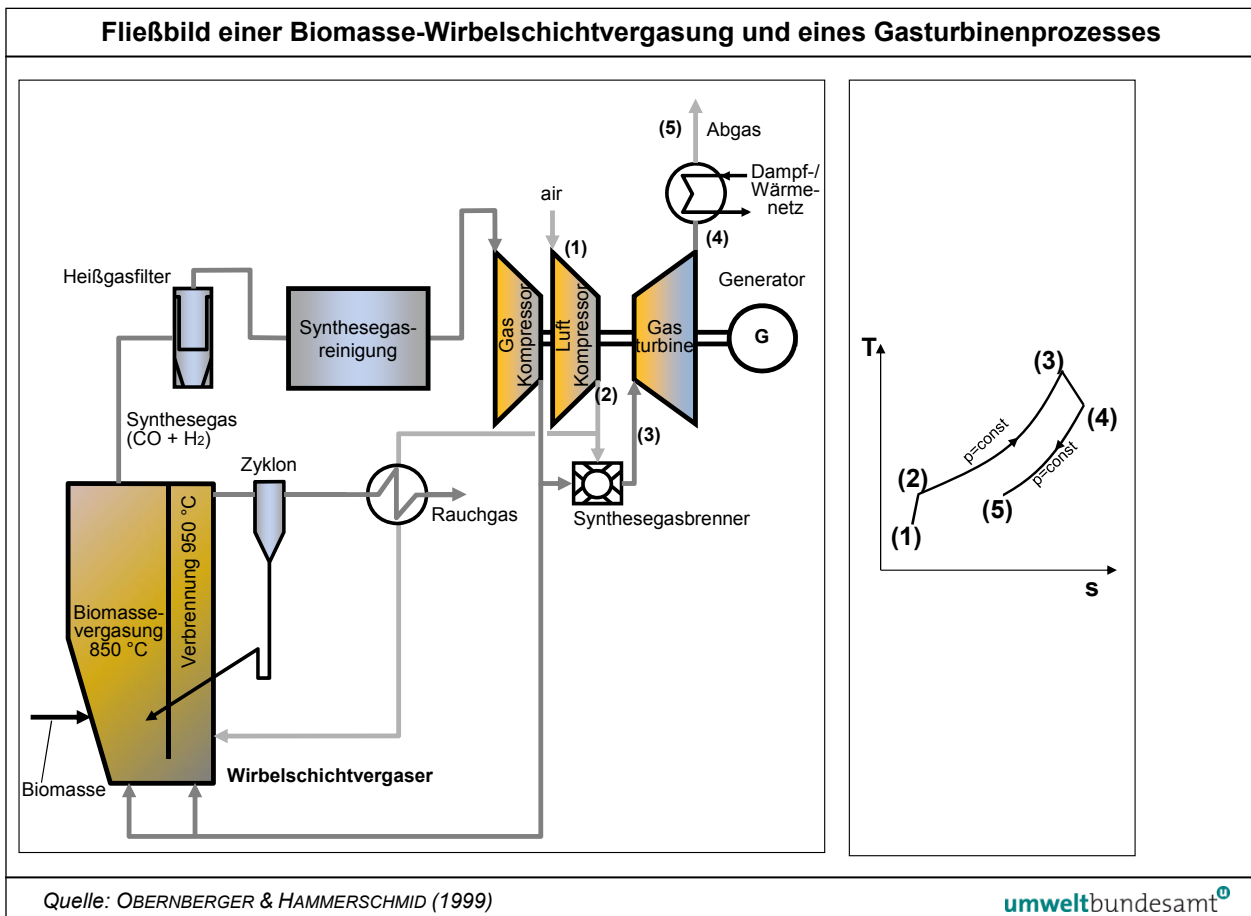 Fließbild einer Biomasse-Wirbelschichtvergasung und eines Gasturbinenprozesses
(5)
Abgas
Dampf-/
Wärme-
netz
air
(1)
(4)
Heißgasfilter
Generator
Synthesegas-
reinigung
Gas
Kompressor
Luft
Kompressor
Gas
turbine
G
(2)
(3)
Synthesegas
(CO + H2)
Zyklon
Rauchgas
Synthesegasbrenner
Biomasse-
vergasung
850 °C
Verbrennung 950 °C
Biomasse
Wirbelschichtvergaser
T
(3)
(4)
p=const
p=const
(2)
(5)
(1)
s
Quelle: OBERNBERGER & HAMMERSCHMID (1999)
umweltbundesamt u